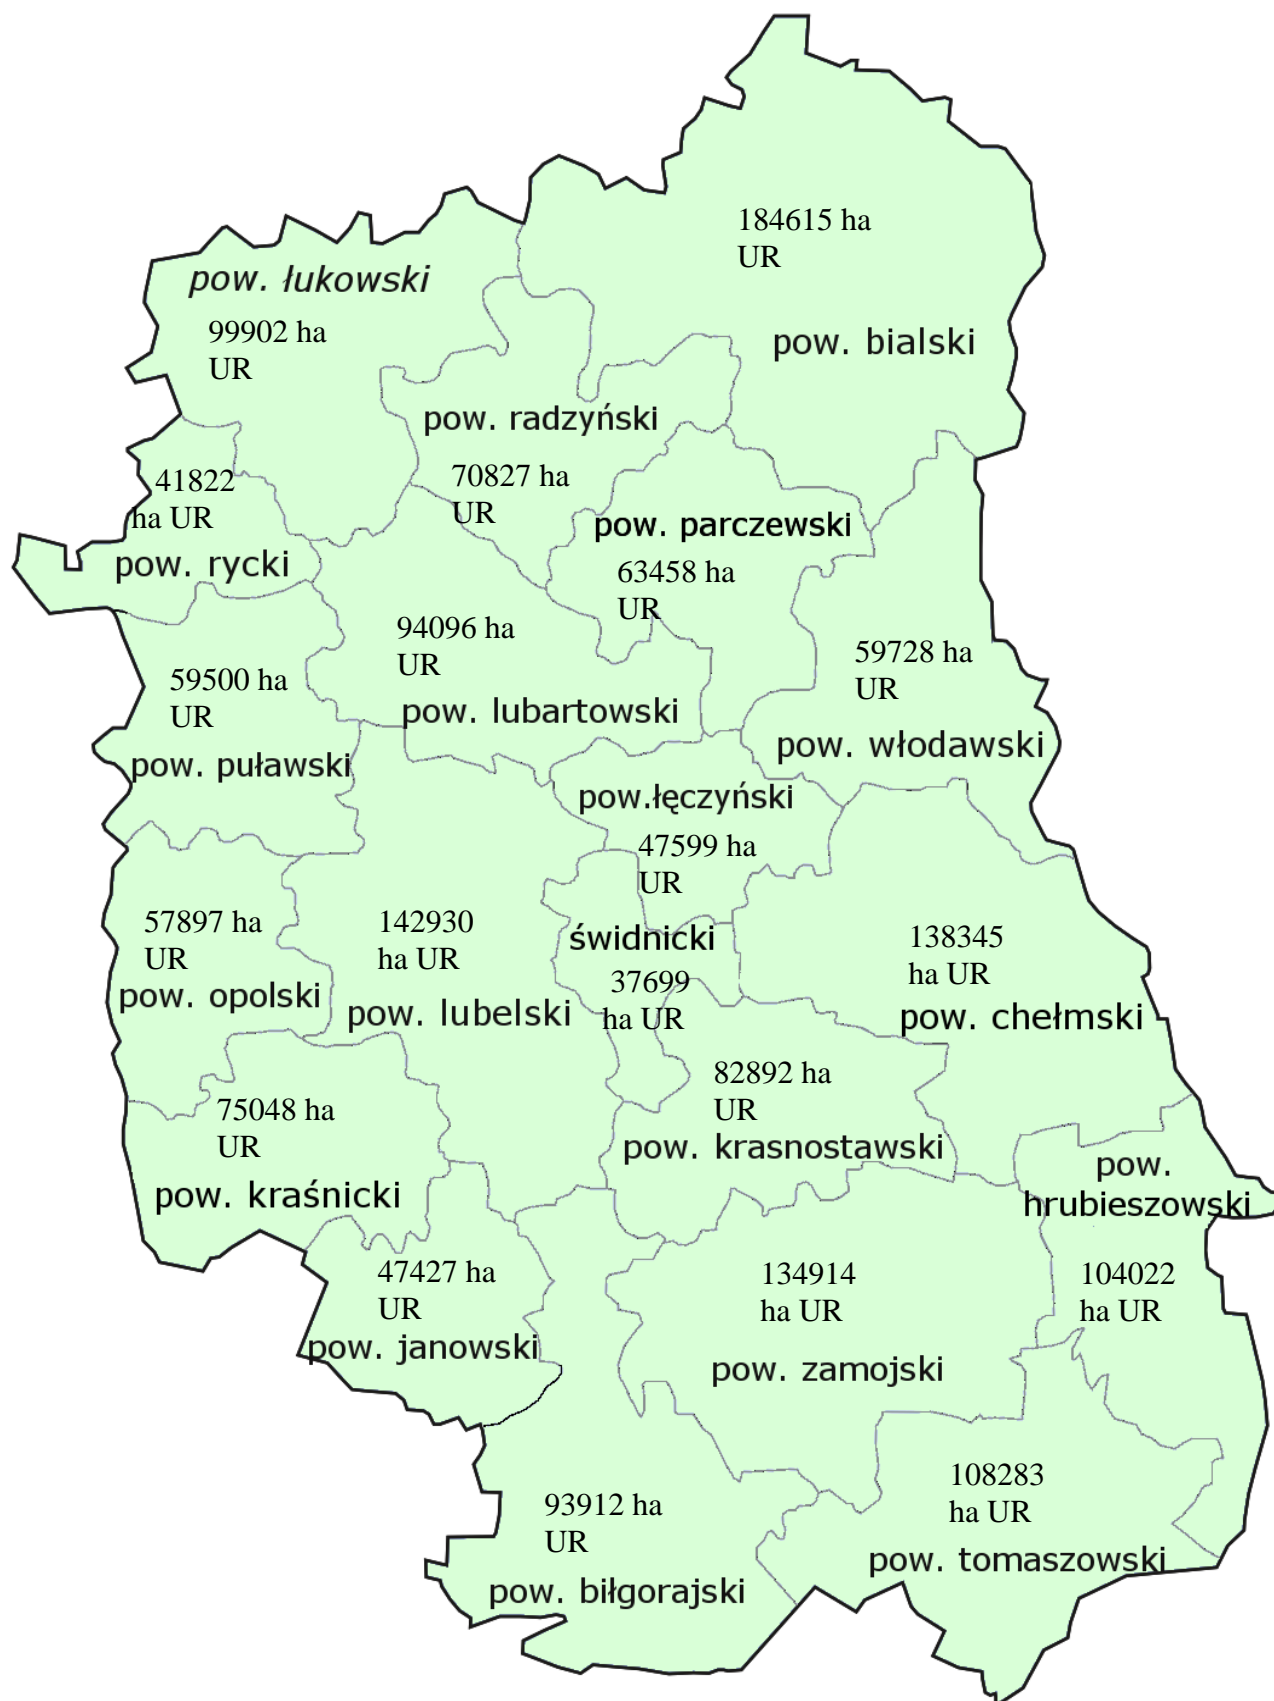 184615 ha
UR
pow. bialski
pow. łukowski
99902 ha
UR
pow. radzyński
70827 ha
UR
41822
ha UR
pow. rycki
pow. parczewski
63458 ha
UR
94096 ha
UR
pow. lubartowski
59728 ha
UR
pow. włodawski
59500 ha
UR
pow. puławski
pow.łęczyński
47599 ha
UR
57897 ha
UR
pow. opolski
142930
ha UR
pow. lubelski
świdnicki
37699
ha UR
138345
ha UR
pow. chełmski
75048 ha
UR
pow. kraśnicki
82892 ha
UR
pow. krasnostawski
pow.
hrubieszowski
104022
ha UR
47427 ha
UR
pow. janowski
134914
ha UR
pow. zamojski
93912 ha
UR
pow. biłgorajski
108283
ha UR
pow. tomaszowski